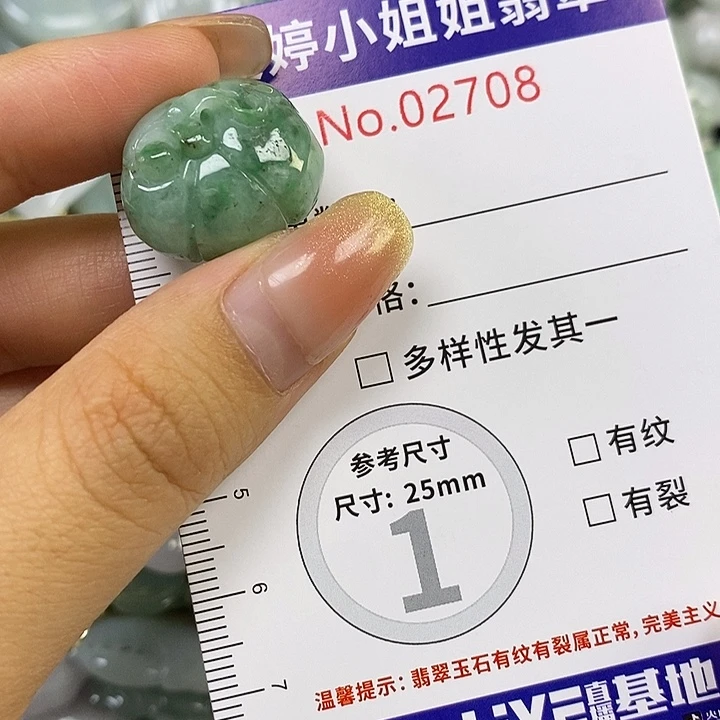 婷小姐姐翡翠
No.02708
格：
多样性发其一
参考尺寸
尺寸: 25mm
1
有纹
有裂
5
6
7
温馨提示：翡翠玉石有纹有裂属正常，完美主义
基地